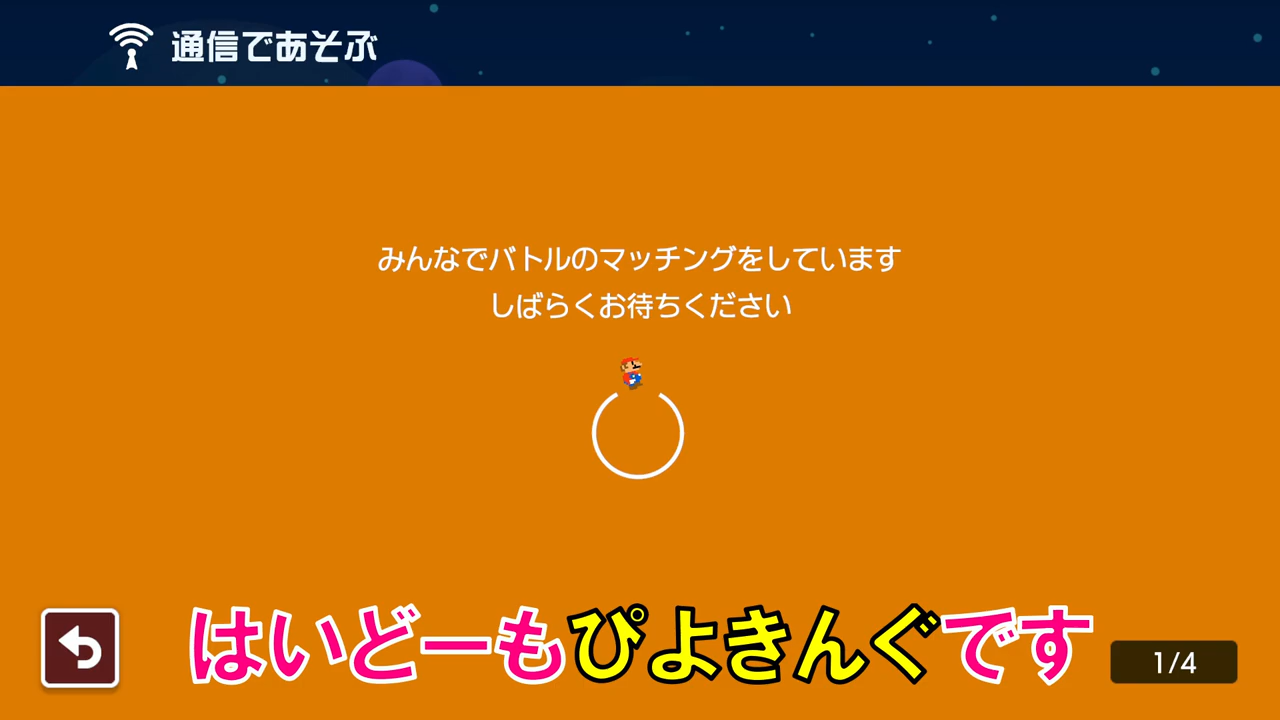 通信であそぶ
みんなでバトルのマッチングをしています
しばらくお待ちください
はいどーもぴよきんぐです
1/4